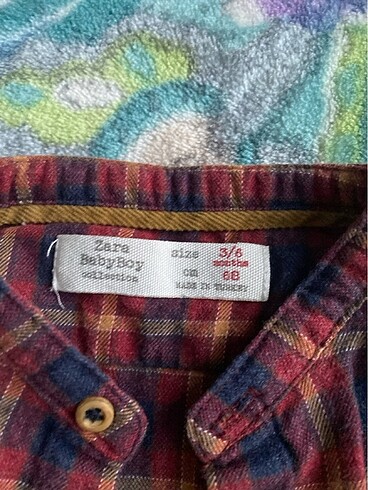 Zara
BabyBoy
collection
size 3/6
months
cm 68
MADE IN TURKEY